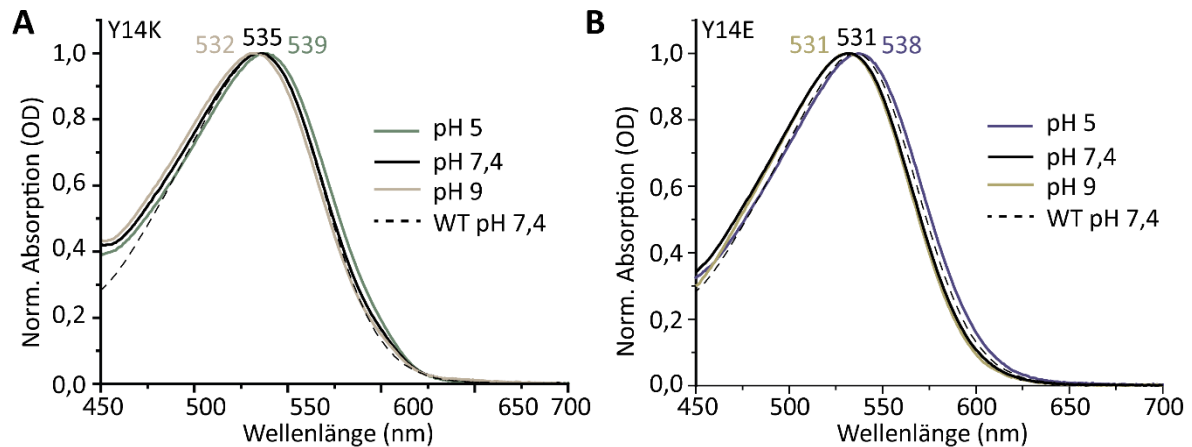 A
Y14K
532 535 539
Norm. Absorption (OD)
1,0
0,8
0,6
0,4
0,2
0,0
pH 5
pH 7,4
pH 9
WT pH 7,4
450 500 550 600 650 700
Wellenlänge (nm)
B
Y14E
531 531 538
Norm. Absorption (OD)
1,0
0,8
0,6
0,4
0,2
0,0
pH 5
pH 7,4
pH 9
WT pH 7,4
450 500 550 600 650 700
Wellenlänge (nm)